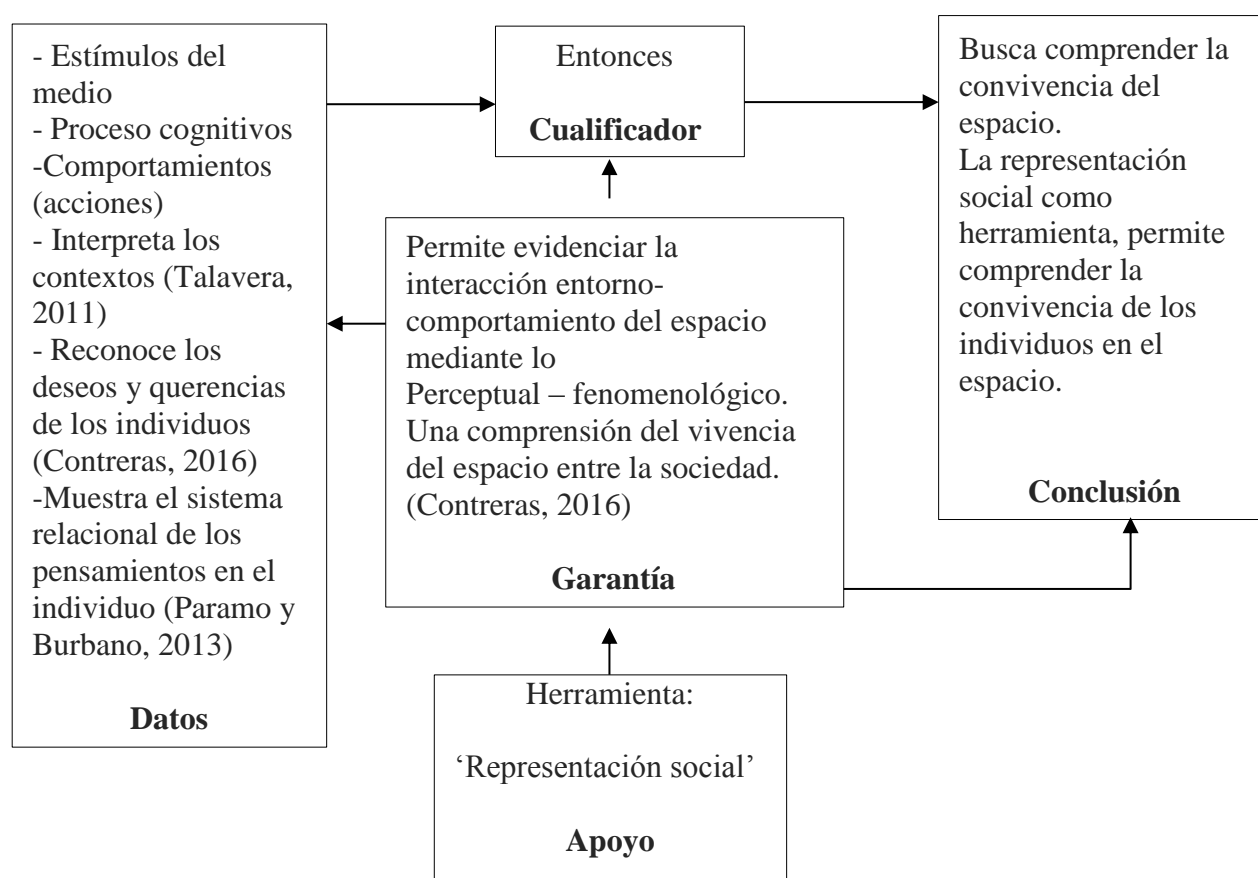 - Estímulos del
medio
- Proceso cognitivos
-Comportamientos
(acciones)
- Interpreta los
contextos (Talavera,
2011)
- Reconoce los
deseos y querencias
de los individuos
(Contreras, 2016)
-Muestra el sistema
relacional de los
pensamientos en el
individuo (Paramo y
Burbano, 2013)
Datos
Entonces
Cualificador
Permite evidenciar la
interacción entorno-
comportamiento del espacio
mediante lo
Perceptual – fenomenológico.
Una comprensión del vivencia
del espacio entre la sociedad.
(Contreras, 2016)
Garantía
Herramienta:
‘Representación social’
Apoyo
Busca comprender la
convivencia del
espacio.
La representación
social como
herramienta, permite
comprender la
convivencia de los
individuos en el
espacio.
Conclusión